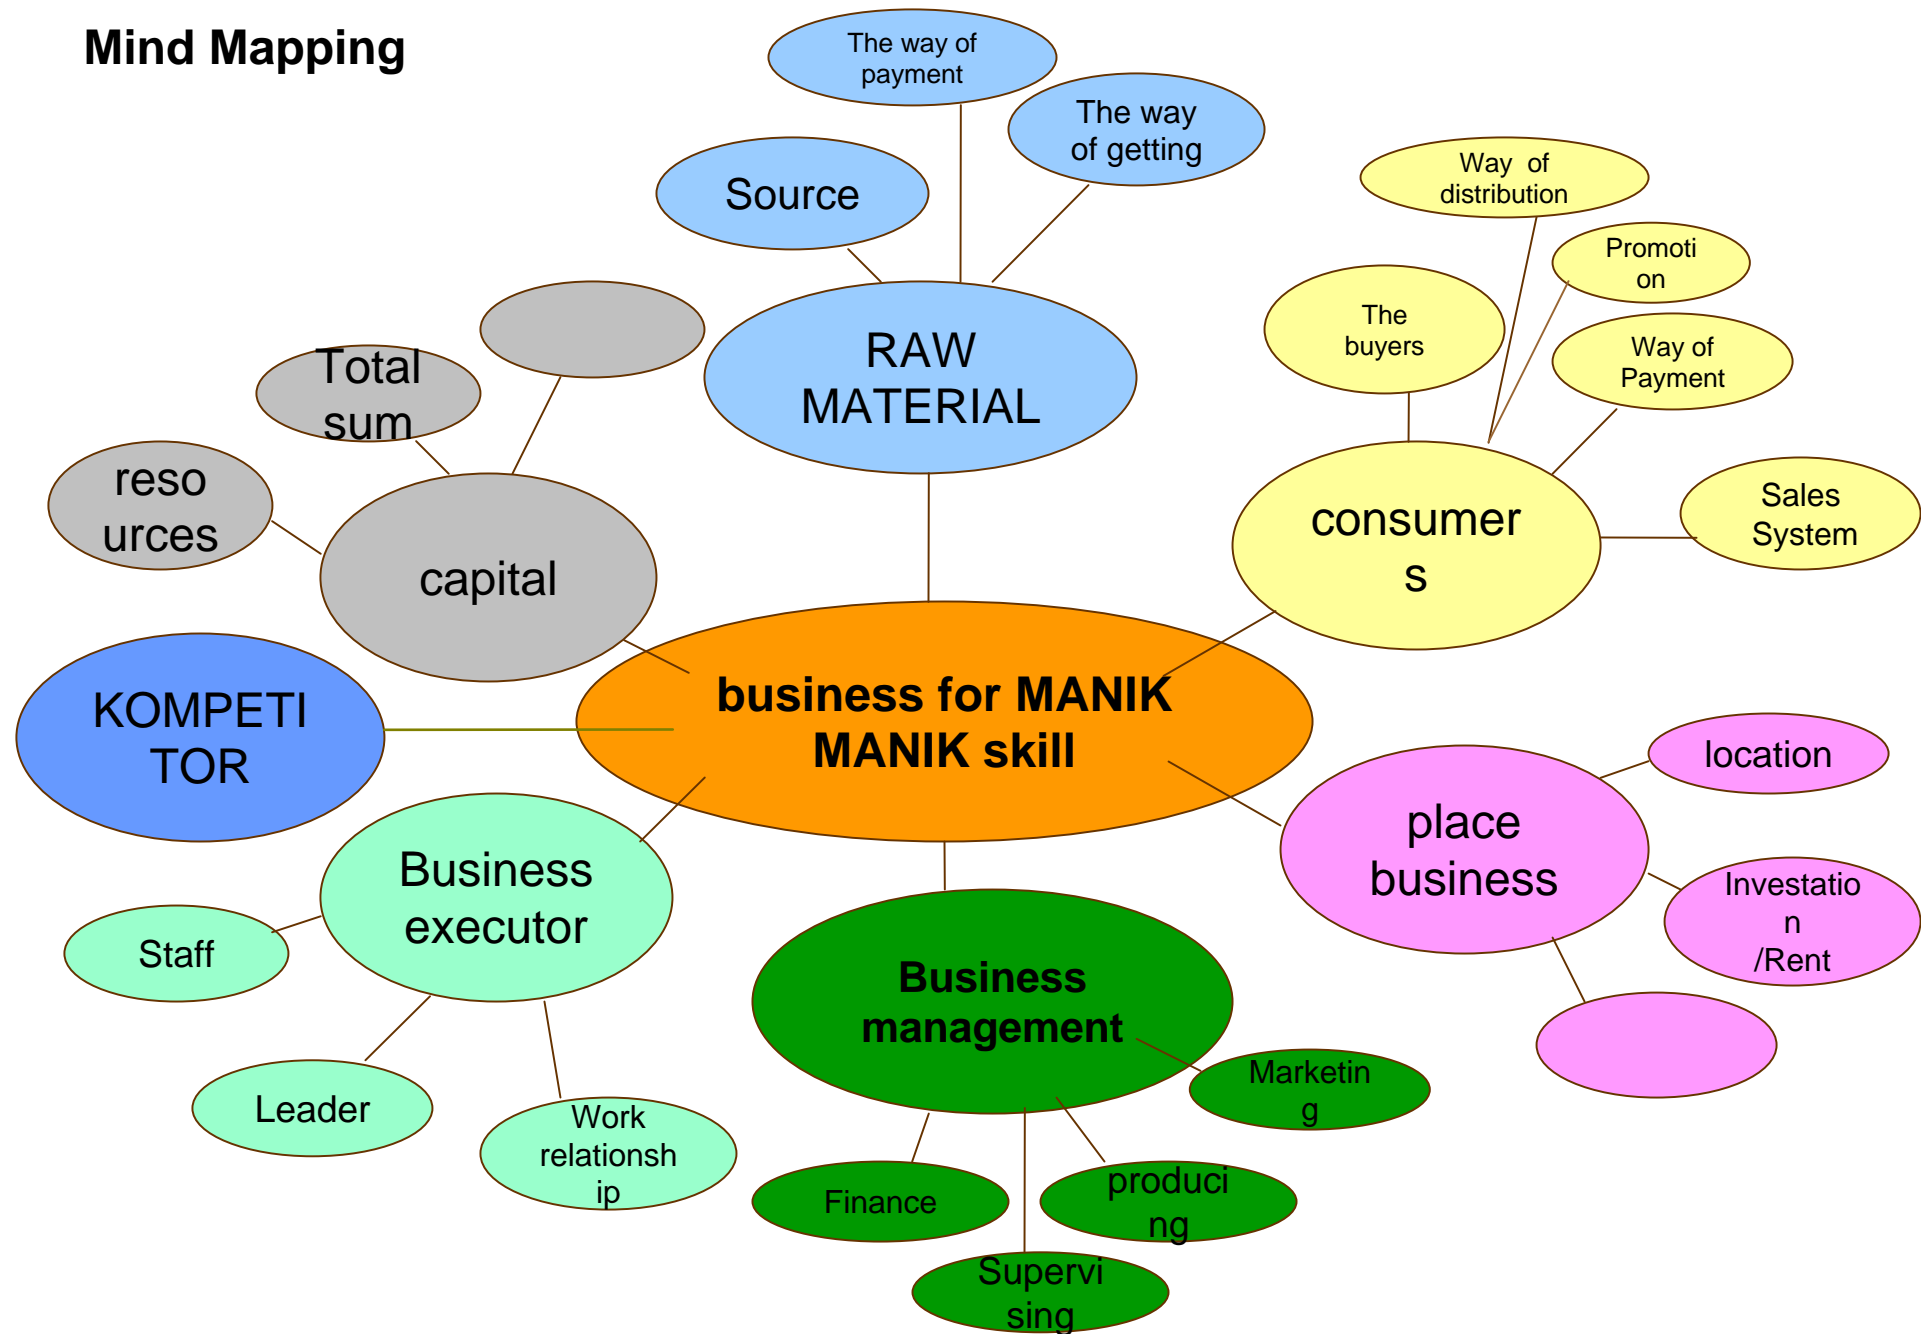 Mind Mapping
The way of
payment
The way
of getting
Source
RAW
MATERIAL
Way  of
distribution
Promoti
on
The
buyers
Way of
Payment
Sales
System
consumer
s
Total
sum
reso
urces
capital
KOMPETI
TOR
business for MANIK
MANIK skill
location
place
business
Investatio
n
/Rent
Business
executor
Staff
Leader
Work
relationsh
ip
Business
management
Marketin
g
Finance
produci
ng
Supervi
sing